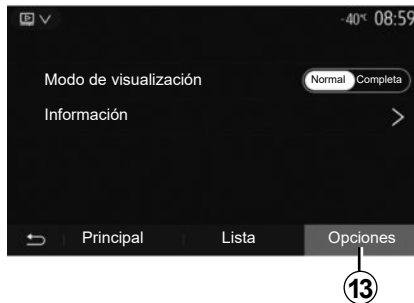 -40°C 08:59
Modo de visualización Normal Completa
Información
Principal Lista Opciones
13